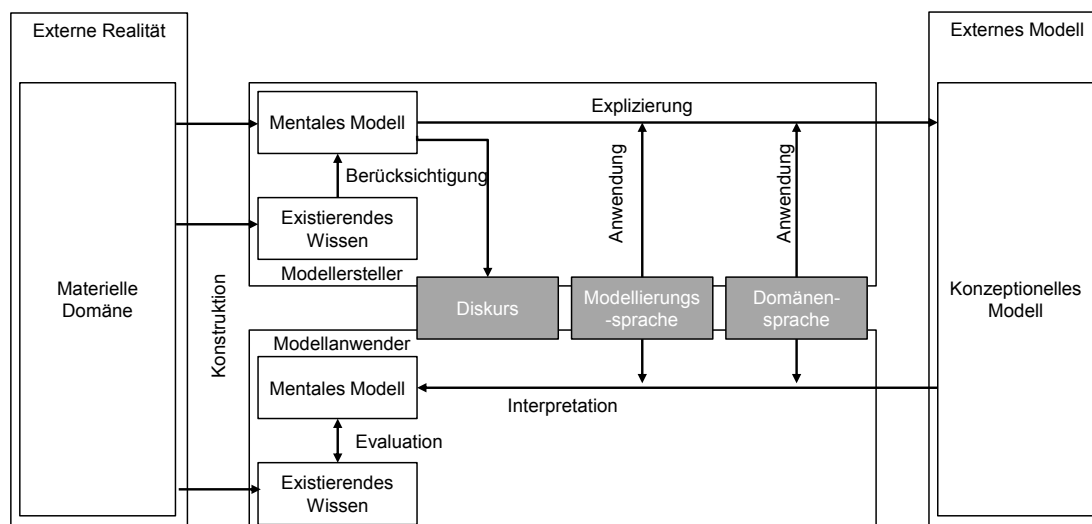 Externe Realität
Externes Modell
Materielle
Domäne
Konstruktion
Mentales Modell
Explizierung
Berücksichtigung
Existierendes
Wissen
Modellersteller
Anwendung
Anwendung
Diskurs
Modellierungs
-sprache
Domänen-
sprache
Konzeptionelles
Modell
Modellanwender
Mentales Modell
Interpretation
Evaluation
Existierendes
Wissen